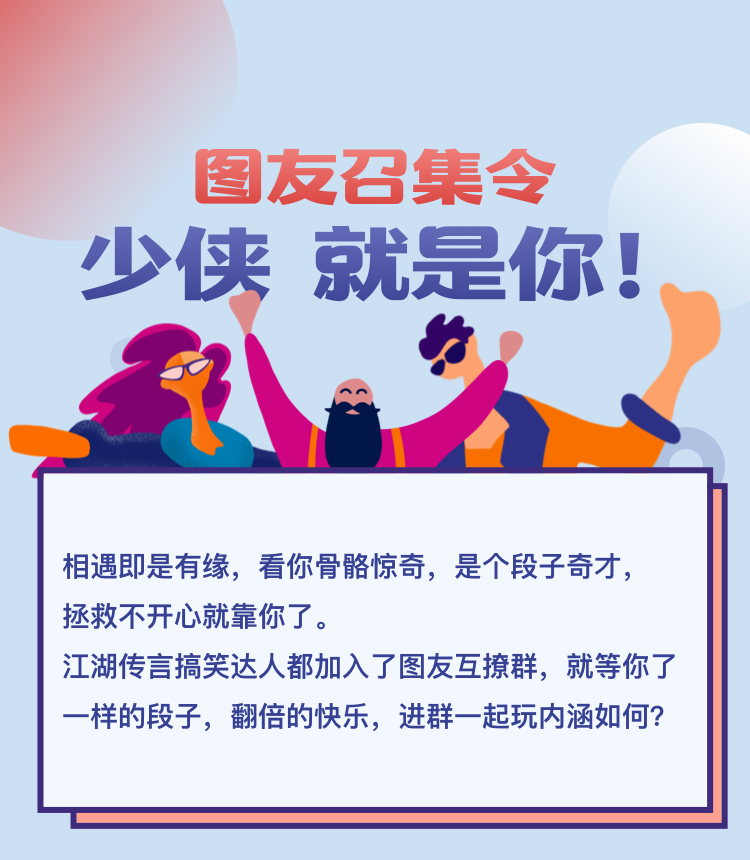 图友召集令
少侠 就是你！
相遇即是有缘，看你骨骼惊奇，是个段子奇才，
拯救不开心就靠你了。
江湖传言搞笑达人都加入了图友互撩群，就等你了
一样的段子，翻倍的快乐，进群一起玩内涵如何？